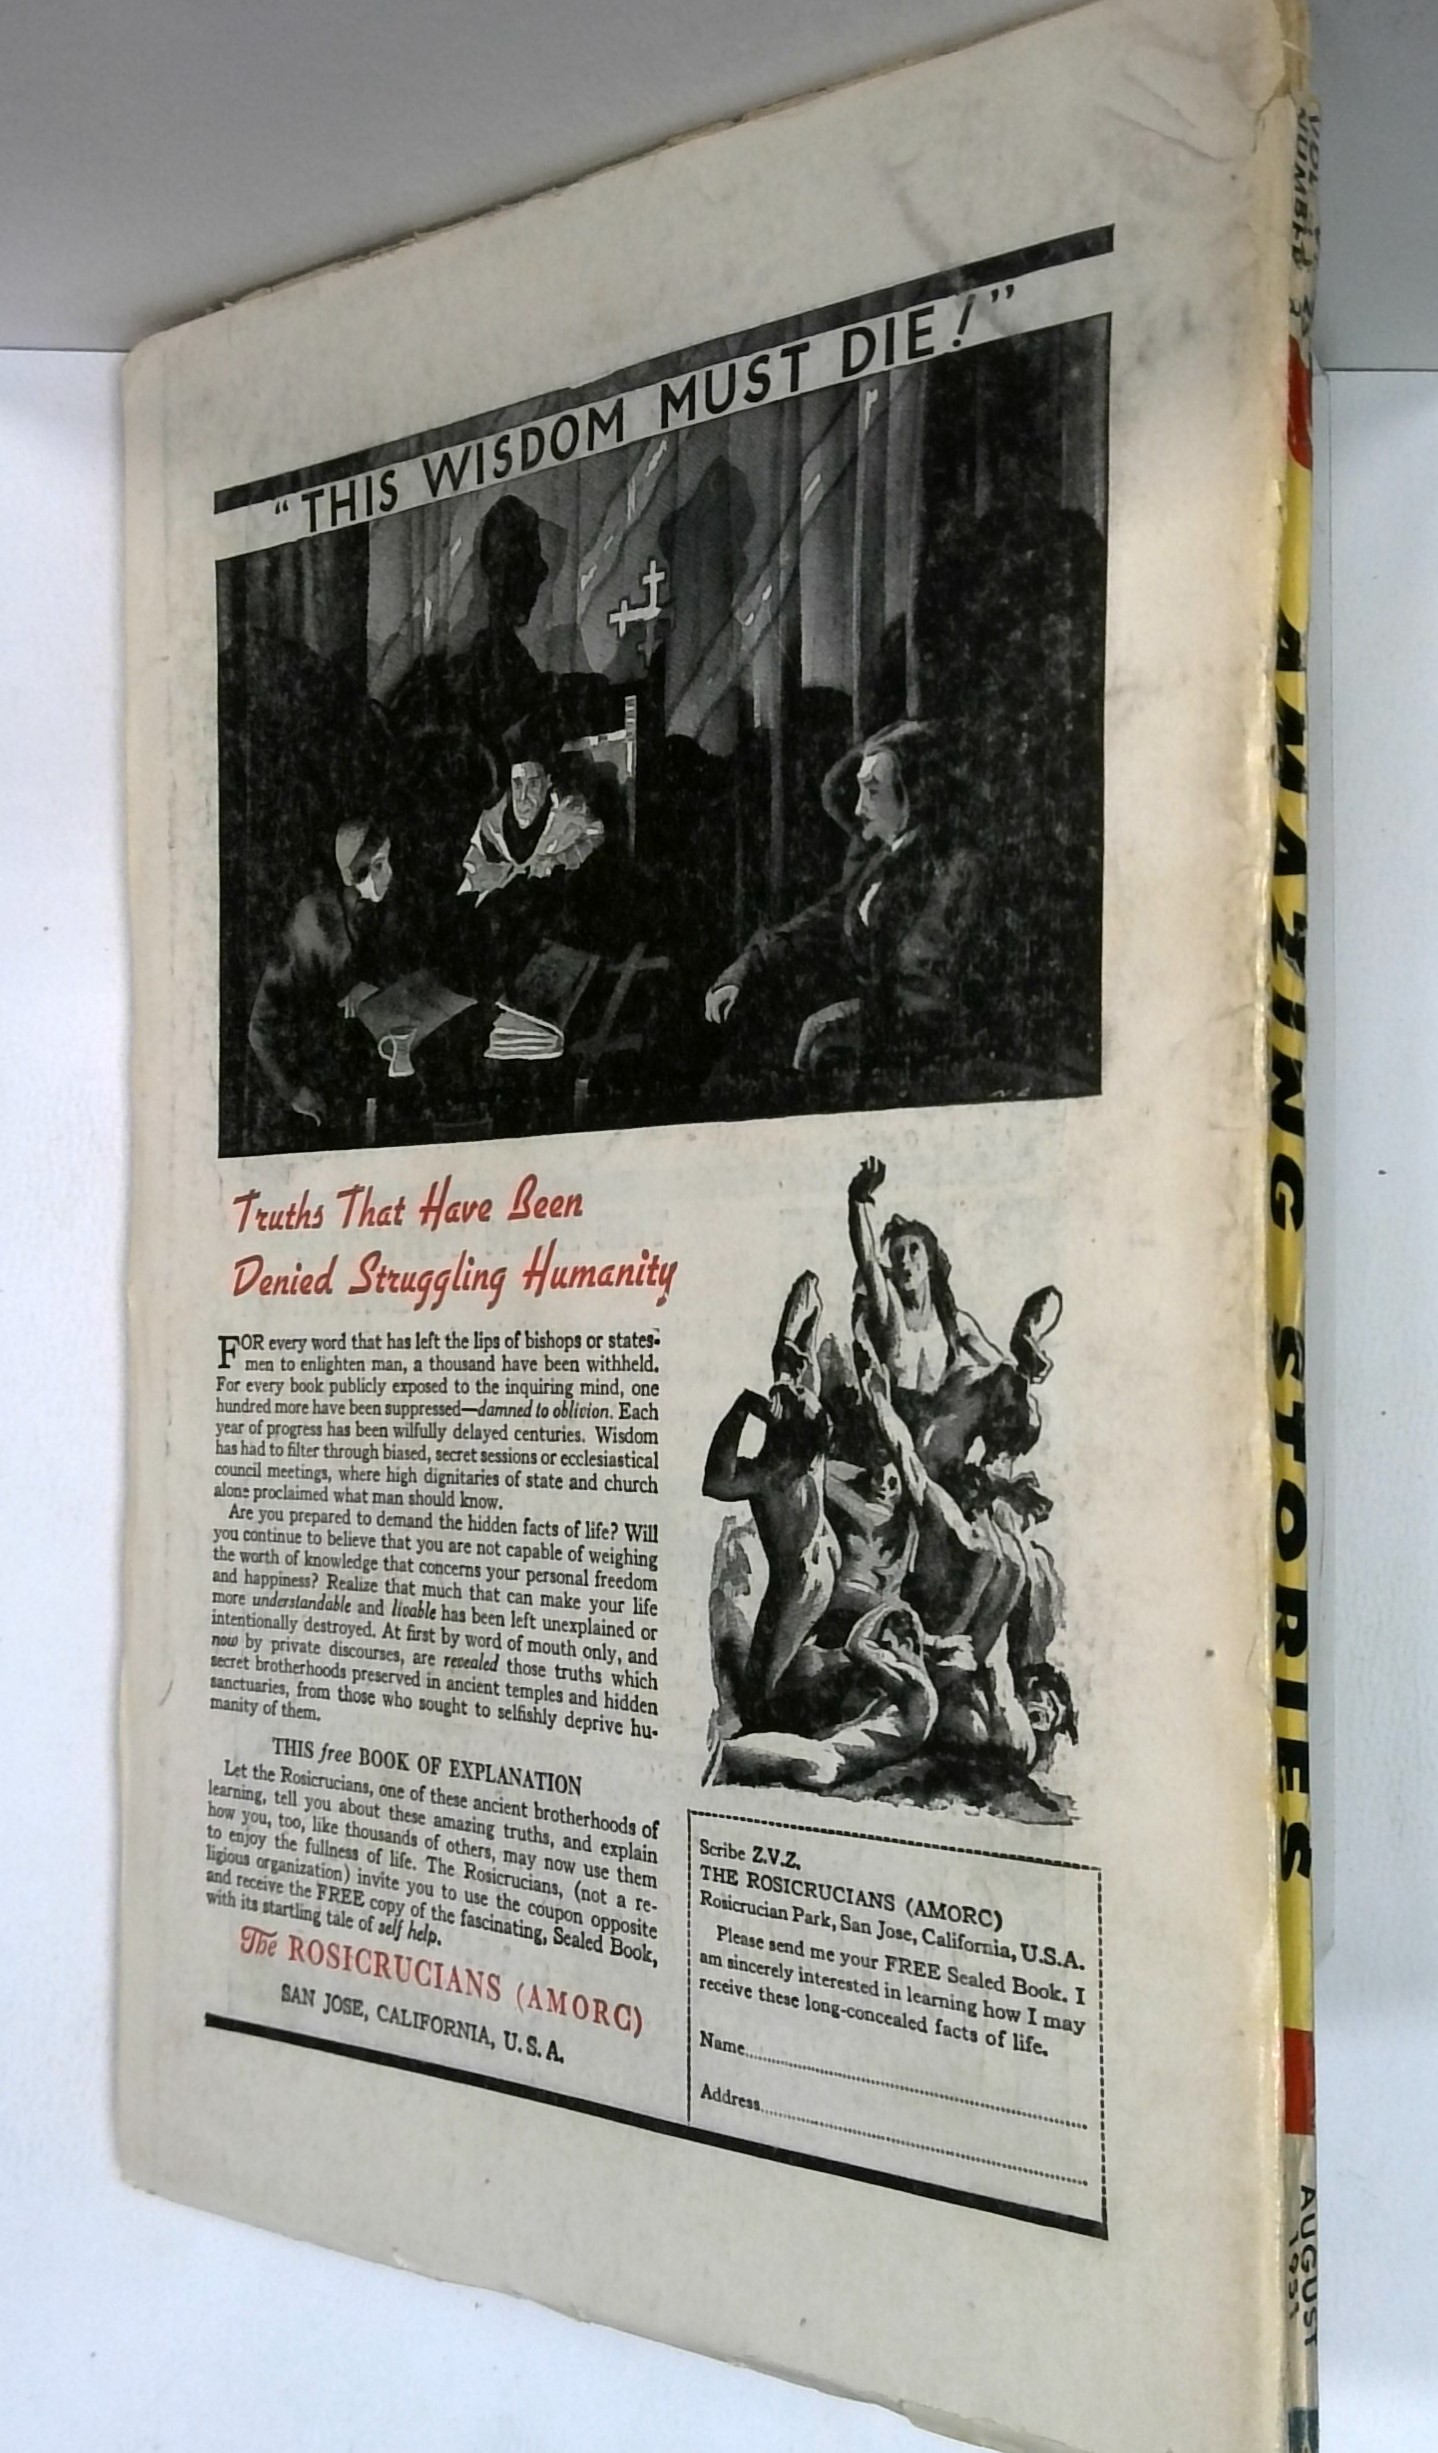 “THIS WISDOM MUST DIE!”
Truths That Have Been
Denied Struggling Humanity
FOR every word that has left the lips of bishops or states-
men to enlighten man, a thousand have been withheld.
For every book publicly exposed to the inquiring mind, one
hundred more have been suppressed—damned to oblivion. Each
year of progress has been wilfully delayed centuries. Wisdom
has had to filter through biased, secret sessions or ecclesiastical
council meetings, where high dignitaries of state and church
alone proclaimed what man should know.
Are you prepared to demand the hidden facts of life? Will
you continue to believe that you are not capable of weighing
the worth of knowledge that concerns your personal freedom
and happiness? Realize that much that can make your life
more understandable and livable has been left unexplained or
intentionally destroyed. At first by word of mouth only, and
now by private discourses, are revealed those truths which
secret brotherhoods preserved in ancient temples and hidden
sanctuaries, from those who sought to selfishly deprive hu-
manity of them.
THIS free BOOK OF EXPLANATION
Let the Rosicrucians, one of these ancient brotherhoods of
learning, tell you about these amazing truths, and explain
how you, too, like thousands of others, may now use them
to enjoy the fullness of life. The Rosicrucians, (not a re-
ligious organization) invite you to use the coupon opposite
and receive the FREE copy of the fascinating, Sealed Book,
with its startling tale of self help.
The ROSICRUCIANS (AMORC)
SAN JOSE, CALIFORNIA, U. S. A.
Scribe Z.V.Z.
THE ROSICRUCIANS (AMORC)
Rosicrucian Park, San Jose, California, U.S.A.
Please send me your FREE Sealed Book. I
am sincerely interested in learning how I may
receive these long-concealed facts of life.
Name
Address
NUMBER
AMAZING STORIES
AUGUST
1951